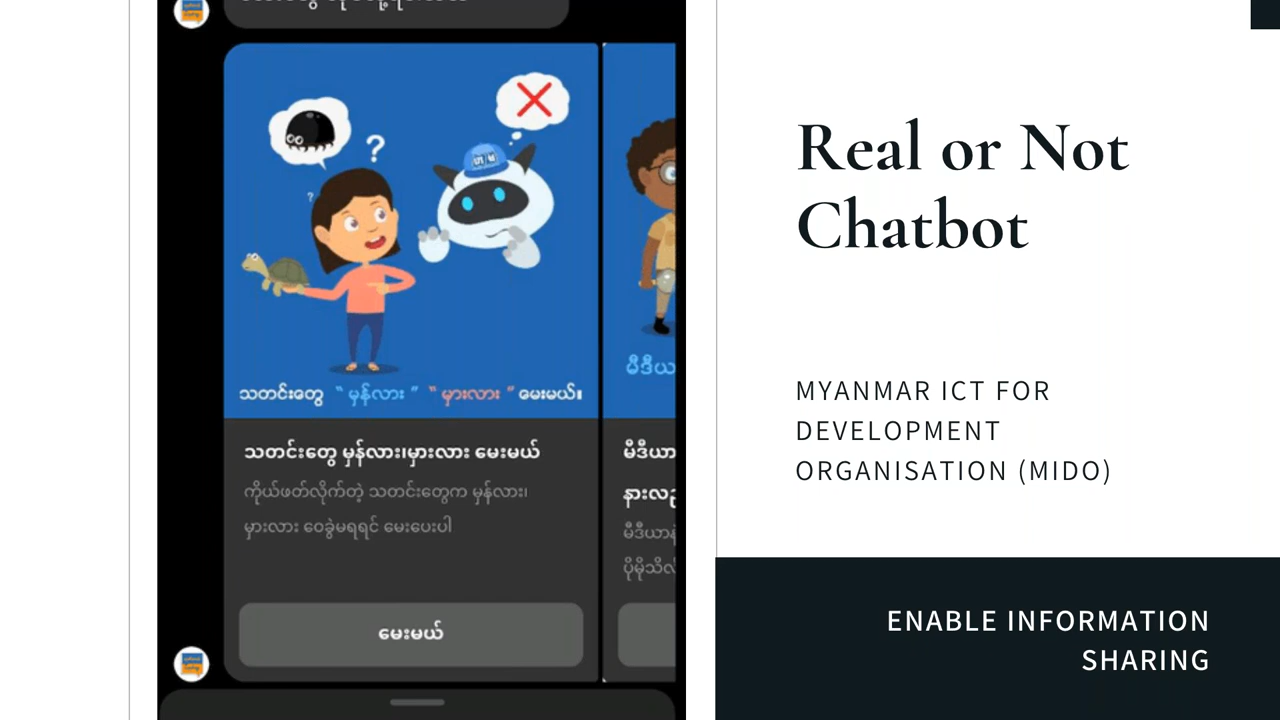 သတင်းတွေ “ မှန်လား ” “ မှားလား ” မေးမယ်။
သတင်းတွေ မှန်လား၊မှားလား မေးမယ်
ကိုယ်ဖတ်လိုက်တဲ့ သတင်းတွေက မှန်လား၊
မှားလား ဝေခွဲမရရင် မေးပေးပါ
မေးမယ်
မီဒီယာ
Real or Not
Chatbot
MYANMAR ICT FOR
DEVELOPMENT
ORGANISATION (MIDO)
ENABLE INFORMATION
SHARING